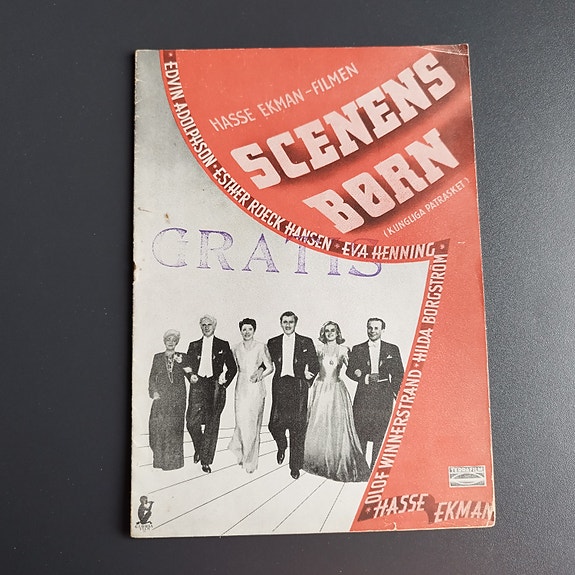 HASSE EKMAN-FILMEN
SCENENS
BØRN
(KUNGLIGA PATRASKET)
★ EDVIN ADOLPHSON · ESTHER ROECK HANSEN ★ EVA HENNING ★
GRATIS
OLOF WINNERSTRAND · HILDA BORGSTRÖM
★ HASSE EKMAN
TERRAFILM